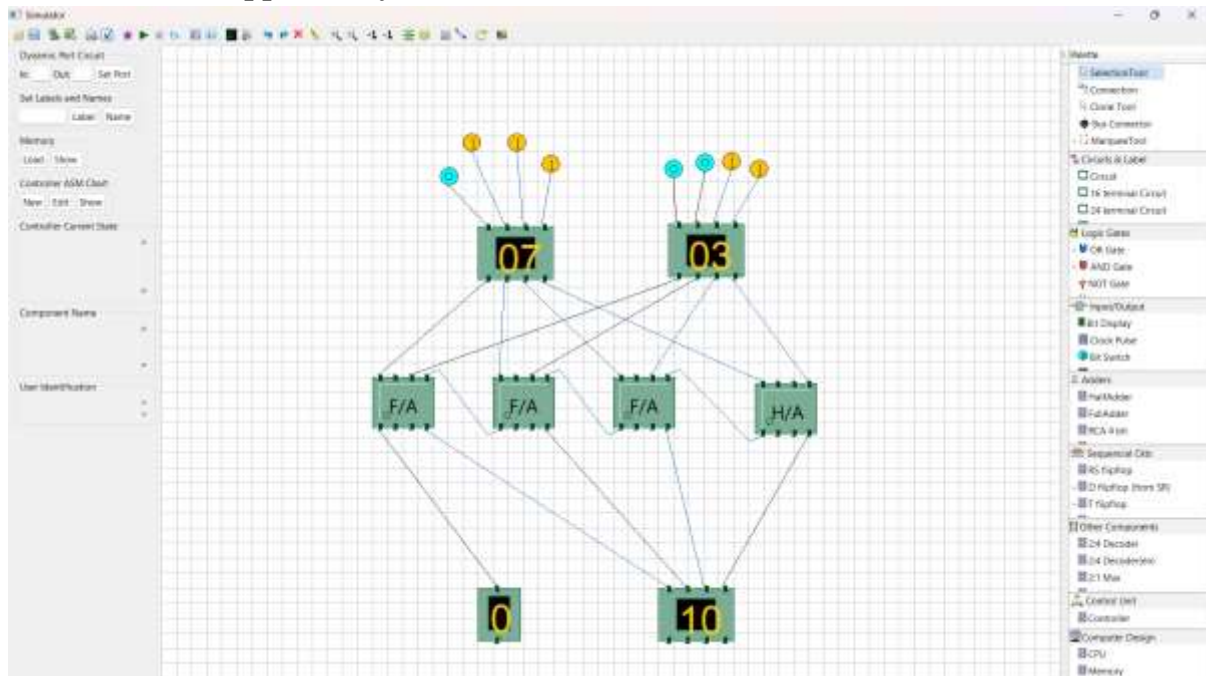 Simulator
Dynamic Port Circuit
In: Out: Set Port
Set Labels and Names
Label Name
Memory
Load Show
Controller ASM Chart
New Edit Show
Controller Current State
Component Name
User Identification
1 1
1 1
07 03
F/A F/A F/A H/A
0 10
Palette
SelectionTool
Connection
Clone Tool
Bus Connector
MarqueeTool
Circuits & Label
Circuit
16 terminal Circuit
24 terminal Circuit
Logic Gates
OR Gate
AND Gate
NOT Gate
Input/Output
Bit Display
Clock Pulse
Bit Switch
Adders
HalfAdder
FullAdder
RCA 4 bit
Sequential Ckts
RS flipflop
D flipflop (from SR)
T flipflop
Other Components
2:4 Decoder
2:1 Mux
Control Unit
Controller
Computer Design
CPU
Memory